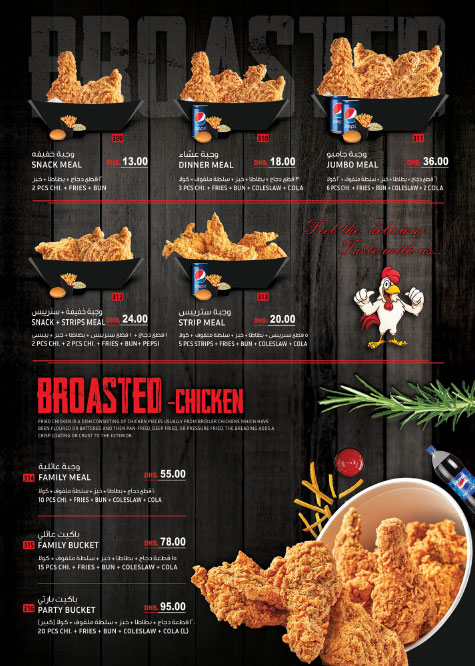 BROASTED
309
310
311
وجبة خفيفه
SNACK MEAL DHS. 13.00
٢ قطع دجاج + بطاطا + خبز
2 PCS CHI. + FRIES + BUN
وجبة عشاء
DINNER MEAL DHS. 18.00
٣ قطع دجاج + بطاطا + خبز + سلطة ملفوف + كولا
3 PCS CHI. + FRIES + BUN + COLESLAW + COLA
وجبة جامبو
JUMBO MEAL DHS. 36.00
٦ قطع دجاج + بطاطا + خبز + سلطة ملفوف + كولا
6 PCS CHI. + FRIES + BUN + COLESLAW + 2 COLA
Feel the delicious
Taste with us...
312
313
وجبة خفيفة + ستريبس
SNACK + STRIPS MEAL DHS. 24.00
2 PCS CHI. + 2 PCS CHI. + FRIES + BUN + PEPSI
وجبة ستريبس
STRIP MEAL DHS. 20.00
٥ قطع ستريبس + بطاطا + خبز + سلطة ملفوف + كولا
5 PCS STRIPS + FRIES + BUN + COLESLAW + COLA
BROASTED -CHICKEN
FRIED CHICKEN IS A DISH CONSISTING OF CHICKEN PIECES USUALLY FROM BROILER CHICKENS WHICH HAVE
BEEN FLOURED OR BATTERED AND THEN PAN-FRIED, DEEP FRIED, OR PRESSURE FRIED, THE BREADING ADDS A
CRISP COATING OR CRUST TO THE EXTERIOR
وجبة عائلية
314 FAMILY MEAL DHS. 55.00
١٠ قطع دجاج + بطاطا + خبز + سلطة ملفوف + كولا
10 PCS CHI. + FRIES + BUN + COLESLAW + COLA
باكيت عائلي
315 FAMILY BUCKET DHS. 78.00
١٥ قطعة دجاج + بطاطا + خبز + سلطة ملفوف + كولا
15 PCS CHI. + FRIES + BUN + COLESLAW + COLA
باكيت بارتي
316 PARTY BUCKET DHS. 95.00
٢٠ قطعة دجاج + بطاطا + خبز + سلطة ملفوف + كولا (كبير)
20 PCS CHI. + FRIES + BUN + COLESLAW + COLA (L)